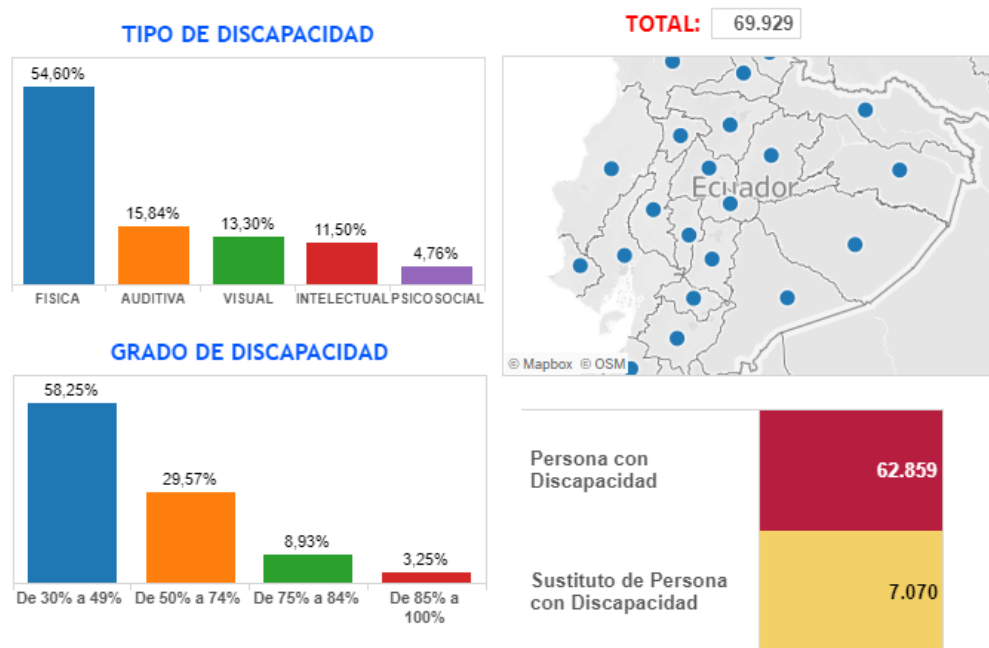 TIPO DE DISCAPACIDAD
54,60%
15,84%
13,30%
11,50%
4,76%
FISICA
AUDITIVA
VISUAL
INTELECTUAL
PSICOSOCIAL
GRADO DE DISCAPACIDAD
58,25%
29,57%
8,93%
3,25%
De 30% a 49%
De 50% a 74%
De 75% a 84%
De 85% a
100%
TOTAL: 69.929
Ecuador
© Mapbox © OSM
Persona con
Discapacidad
62.859
Sustituto de Persona
con Discapacidad
7.070